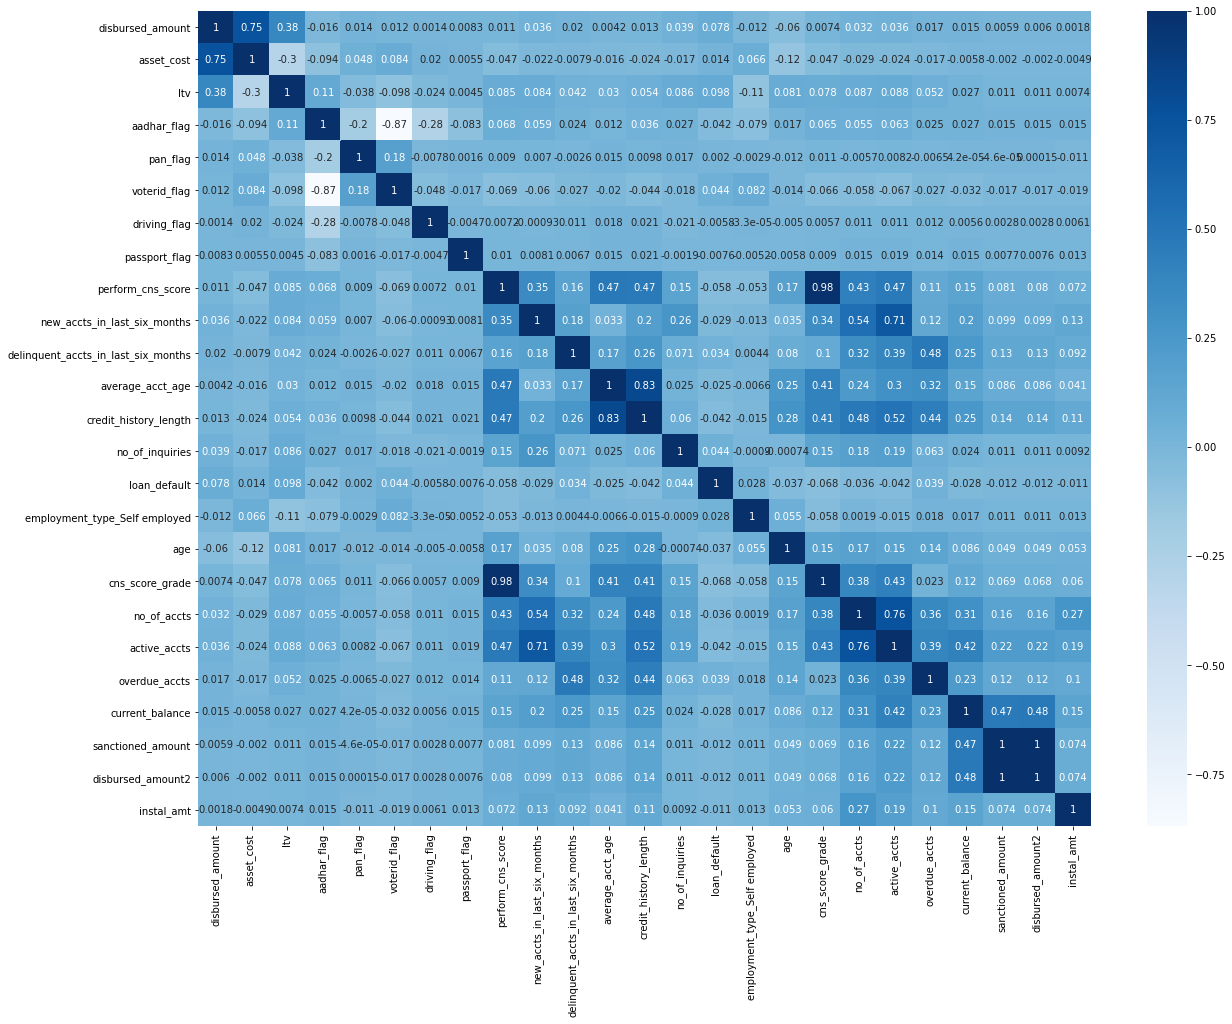 disbursed_amount 1 0.75 0.38 -0.016 0.014 0.012 0.0014 0.0083 0.011 0.036 0.02 0.0042 0.013 0.039 0.078 -0.012 -0.06 0.0074 0.032 0.036 0.017 0.015 0.0059 0.006 0.0018
asset_cost 0.75 1 -0.3 -0.094 0.048 0.084 0.02 0.0055 -0.047 -0.022 -0.0079 -0.016 -0.024 -0.017 0.014 0.066 -0.12 -0.047 -0.029 -0.024 -0.017 -0.0058 -0.002 -0.002 -0.0049
ltv 0.38 -0.3 1 0.11 -0.038 -0.098 -0.024 0.0045 0.085 0.084 0.042 0.03 0.054 0.086 0.098 -0.11 0.081 0.078 0.087 0.088 0.052 0.027 0.011 0.011 0.0074
aadhar_flag -0.016 -0.094 0.11 1 -0.2 -0.87 -0.28 -0.083 0.068 0.059 0.024 0.012 0.036 0.027 -0.042 -0.079 0.017 0.065 0.055 0.063 0.025 0.027 0.015 0.015 0.015
pan_flag 0.014 0.048 -0.038 -0.2 1 0.18 -0.0078 0.0016 0.009 0.007 -0.0026 0.015 0.0098 0.017 0.002 -0.0029 -0.012 0.011 -0.0057 0.0082 -0.0065 4.2e-05 -4.6e-05 0.00015 -0.011
voterid_flag 0.012 0.084 -0.098 -0.87 0.18 1 -0.048 -0.017 -0.069 -0.06 -0.027 -0.02 -0.044 -0.018 0.044 0.082 -0.014 -0.066 -0.058 -0.067 -0.027 -0.032 -0.017 -0.017 -0.019
driving_flag -0.0014 0.02 -0.024 -0.28 -0.0078 -0.048 1 -0.0047 0.0072 -0.00093 0.011 0.018 0.021 -0.021 -0.0058 -3.3e-05 -0.005 0.0057 0.011 0.011 0.012 0.0056 0.0028 0.0028 0.0061
passport_flag 0.0083 0.0055 0.0045 -0.083 0.0016 -0.017 -0.0047 1 0.01 0.0081 0.0067 0.015 0.021 -0.0019 -0.0076 -0.0052 -0.0058 0.009 0.015 0.019 0.014 0.015 0.0077 0.0076 0.013
perform_cns_score 0.011 -0.047 0.085 0.068 0.009 -0.069 0.0072 0.01 1 0.35 0.16 0.47 0.47 0.15 -0.058 -0.053 0.17 0.98 0.43 0.47 0.11 0.15 0.081 0.08 0.072
new_accts_in_last_six_months 0.036 -0.022 0.084 0.059 0.007 -0.06 -0.00093 0.0081 0.35 1 0.18 0.033 0.2 0.26 -0.029 -0.013 0.035 0.34 0.54 0.71 0.12 0.2 0.099 0.099 0.13
delinquent_accts_in_last_six_months 0.02 -0.0079 0.042 0.024 -0.0026 -0.027 0.011 0.0067 0.16 0.18 1 0.17 0.26 0.071 0.034 0.0044 0.08 0.1 0.32 0.39 0.48 0.25 0.13 0.13 0.092
average_acct_age -0.0042 -0.016 0.03 0.012 0.015 -0.02 0.018 0.015 0.47 0.033 0.17 1 0.83 0.025 -0.025 -0.0066 0.25 0.41 0.24 0.3 0.32 0.15 0.086 0.086 0.041
credit_history_length 0.013 -0.024 0.054 0.036 0.0098 -0.044 0.021 0.021 0.47 0.2 0.26 0.83 1 0.06 -0.042 -0.015 0.28 0.41 0.48 0.52 0.44 0.25 0.14 0.14 0.11
no_of_inquiries 0.039 -0.017 0.086 0.027 0.017 -0.018 -0.021 -0.0019 0.15 0.26 0.071 0.025 0.06 1 0.044 -0.0009 -0.00074 0.15 0.18 0.19 0.063 0.024 0.011 0.011 0.0092
loan_default 0.078 0.014 0.098 -0.042 0.002 0.044 -0.0058 -0.0076 -0.058 -0.029 0.034 -0.025 -0.042 0.044 1 0.028 -0.037 -0.068 -0.036 -0.042 0.039 -0.028 -0.012 -0.012 -0.011
employment_type_Self employed -0.012 0.066 -0.11 -0.079 -0.0029 0.082 -3.3e-05 -0.0052 -0.053 -0.013 0.0044 -0.0066 -0.015 -0.0009 0.028 1 0.055 -0.058 0.0019 -0.015 0.018 0.017 0.011 0.011 0.013
age -0.06 -0.12 0.081 0.017 -0.012 -0.014 -0.005 -0.0058 0.17 0.035 0.08 0.25 0.28 -0.00074 -0.037 0.055 1 0.15 0.17 0.15 0.14 0.086 0.049 0.049 0.053
cns_score_grade -0.0074 -0.047 0.078 0.065 0.011 -0.066 0.0057 0.009 0.98 0.34 0.1 0.41 0.41 0.15 -0.068 -0.058 0.15 1 0.38 0.43 0.023 0.12 0.069 0.068 0.06
no_of_accts 0.032 -0.029 0.087 0.055 -0.0057 -0.058 0.011 0.015 0.43 0.54 0.32 0.24 0.48 0.18 -0.036 0.0019 0.17 0.38 1 0.76 0.36 0.31 0.16 0.16 0.27
active_accts 0.036 -0.024 0.088 0.063 0.0082 -0.067 0.011 0.019 0.47 0.71 0.39 0.3 0.52 0.19 -0.042 -0.015 0.15 0.43 0.76 1 0.39 0.42 0.22 0.22 0.19
overdue_accts 0.017 -0.017 0.052 0.025 -0.0065 -0.027 0.012 0.014 0.11 0.12 0.48 0.32 0.44 0.063 0.039 0.018 0.14 0.023 0.36 0.39 1 0.23 0.12 0.12 0.1
current_balance 0.015 -0.0058 0.027 0.027 4.2e-05 -0.032 0.0056 0.015 0.15 0.2 0.25 0.15 0.25 0.024 -0.028 0.017 0.086 0.12 0.31 0.42 0.23 1 0.47 0.48 0.15
sanctioned_amount 0.0059 -0.002 0.011 0.015 -4.6e-05 -0.017 0.0028 0.0077 0.081 0.099 0.13 0.086 0.14 0.011 -0.012 0.011 0.049 0.069 0.16 0.22 0.12 0.47 1 1 0.074
disbursed_amount2 0.006 -0.002 0.011 0.015 0.00015 -0.017 0.0028 0.0076 0.08 0.099 0.13 0.086 0.14 0.011 -0.012 0.011 0.049 0.068 0.16 0.22 0.12 0.48 1 1 0.074
instal_amt -0.0018 -0.0049 0.0074 0.015 -0.011 -0.019 0.0061 0.013 0.072 0.13 0.092 0.041 0.11 0.0092 -0.011 0.013 0.053 0.06 0.27 0.19 0.1 0.15 0.074 0.074 1
disbursed_amount
asset_cost
ltv
aadhar_flag
pan_flag
voterid_flag
driving_flag
passport_flag
perform_cns_score
new_accts_in_last_six_months
delinquent_accts_in_last_six_months
average_acct_age
credit_history_length
no_of_inquiries
loan_default
employment_type_Self employed
age
cns_score_grade
no_of_accts
active_accts
overdue_accts
current_balance
sanctioned_amount
disbursed_amount2
instal_amt
1.00
0.75
0.50
0.25
0.00
−0.25
−0.50
−0.75